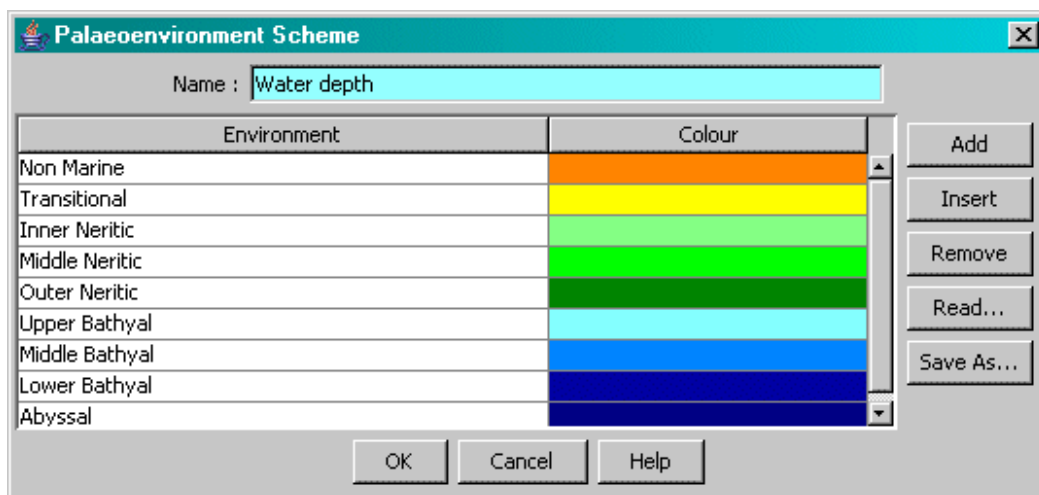 Palaeoenvironment Scheme
Name : Water depth
Environment Colour
Non Marine
Transitional
Inner Neritic
Middle Neritic
Outer Neritic
Upper Bathyal
Middle Bathyal
Lower Bathyal
Abyssal
Add
Insert
Remove
Read...
Save As...
OK Cancel Help